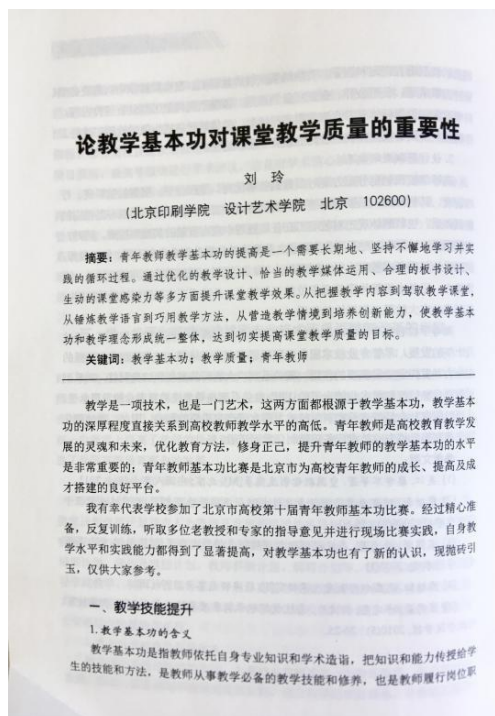 论教学基本功对课堂教学质量的重要性
刘 玲
(北京印刷学院 设计艺术学院 北京 102600)
摘要：青年教师教学基本功的提高是一个需要长期地、坚持不懈地学习并实
践的循环过程。通过优化的教学设计、恰当的教学媒体运用、合理的板书设计、
生动的课堂感染力等多方面提升课堂教学效果。从把握教学内容到驾驭教学课堂，
从锤炼教学语言到巧用教学方法，从营造教学情境到培养创新能力，使教学基本
功和教学理念形成统一整体，达到切实提高课堂教学质量的目标。
关键词：教学基本功；教学质量；青年教师
教学是一项技术，也是一门艺术，这两方面都根源于教学基本功，教学基本
功的深厚程度直接关系到高校教师教学水平的高低。青年教师是高校教育教学发
展的灵魂和未来，优化教育方法，修身正己，提升青年教师的教学基本功的水平
是非常重要的；青年教师基本功比赛是北京市为高校青年教师的成长、提高及成
才搭建的良好平台。
我有幸代表学校参加了北京市高校第十届青年教师基本功比赛。经过精心准
备，反复训练，听取多位老教授和专家的指导意见并进行现场比赛实践，自身教
学水平和实践能力都得到了显著提高，对教学基本功也有了新的认识，现抛砖引
玉，仅供大家参考。
一、教学技能提升
1.教学基本功的含义
教学基本功是指教师依托自身专业知识和学术造诣，把知识和能力传授给学
生的技能和方法，是教师从事教学必备的教学技能和修养，也是教师履行岗位职